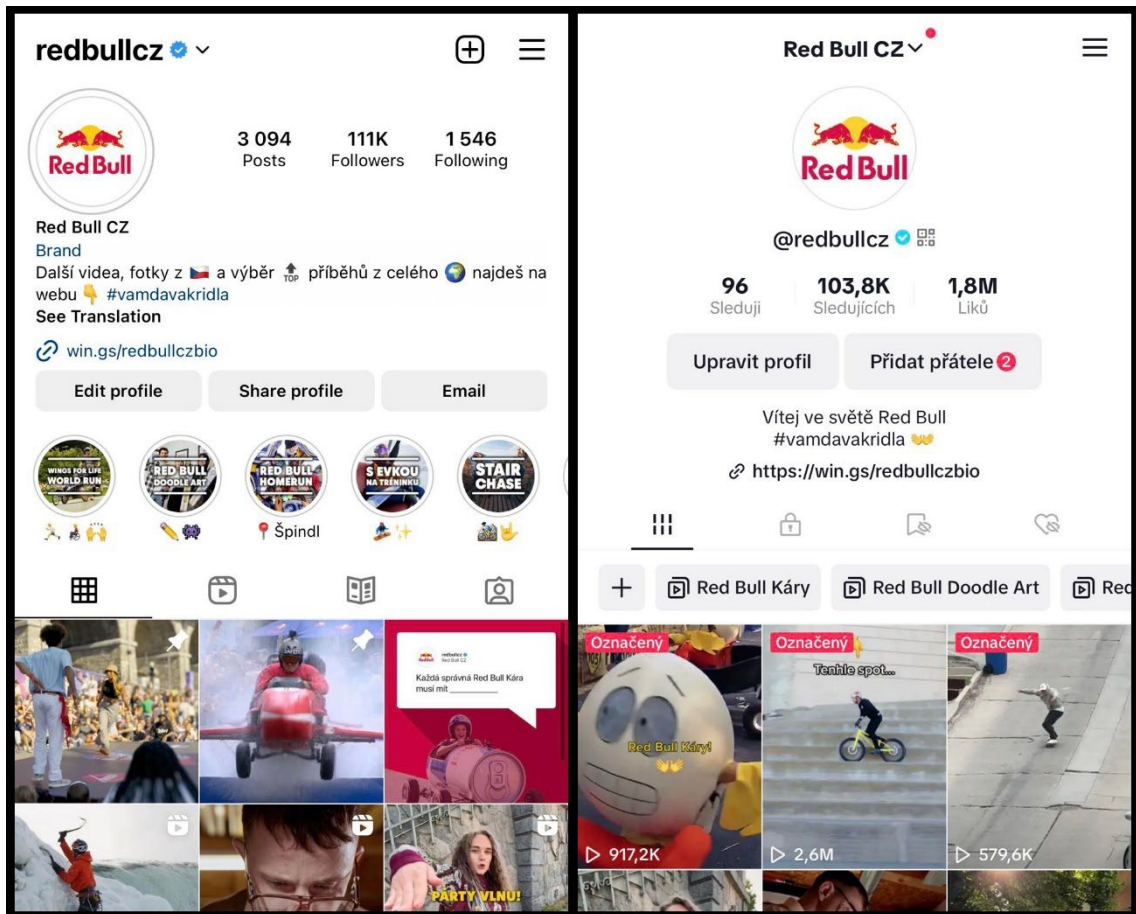 redbullcz
3 094
111K
1 546
Posts
Followers
Following
Red Bull
Red Bull CZ
Brand
Další videa, fotky z 🇨🇿 a výběr 🔝 příběhů z celého 🌍 najdeš na
webu 👇 #vamdavakridla
See Translation
win.gs/redbullczbio
Edit profile
Share profile
Email
WINGS FOR LIFE
WORLD RUN
RED BULL
DOODLE ART
RED BULL
HOMERUN
S EVKOU
NA TRÉNINKU
STAIR
CHASE
📍 Špindl
redbullcz
Red Bull CZ
Každá správná Red Bull Kára
musí mít ___________
PARTY VLNU!
Red Bull CZ
Red Bull
@redbullcz
96
103,8K
1,8M
Sleduji
Sledujících
Liků
Upravit profil
Přidat přátele 2
Vítej ve světě Red Bull
#vamdavakridla 👐
https://win.gs/redbullczbio
+ Red Bull Káry
Red Bull Doodle Art
Red
Označený
Označený
Označený
Tenhle spot...
Red Bull Káry!
917,2K
2,6M
579,6K